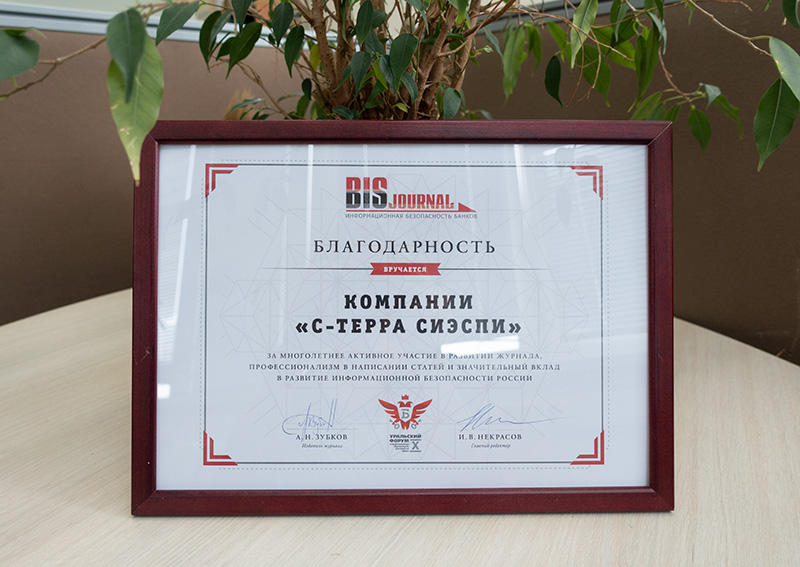 BIS JOURNAL
ИНФОРМАЦИОННАЯ БЕЗОПАСНОСТЬ БАНКОВ
БЛАГОДАРНОСТЬ
ВРУЧАЕТСЯ
КОМПАНИИ
«С-ТЕРРА СИЭСПИ»
ЗА МНОГОЛЕТНЕЕ АКТИВНОЕ УЧАСТИЕ В РАЗВИТИИ ЖУРНАЛА,
ПРОФЕССИОНАЛИЗМ В НАПИСАНИИ СТАТЕЙ И ЗНАЧИТЕЛЬНЫЙ ВКЛАД
В РАЗВИТИЕ ИНФОРМАЦИОННОЙ БЕЗОПАСНОСТИ РОССИИ
Б
А. Н. ЗУБКОВ
Издатель журнала
УРАЛЬСКИЙ
ФОРУМ
X
И. В. НЕКРАСОВ
Главный редактор